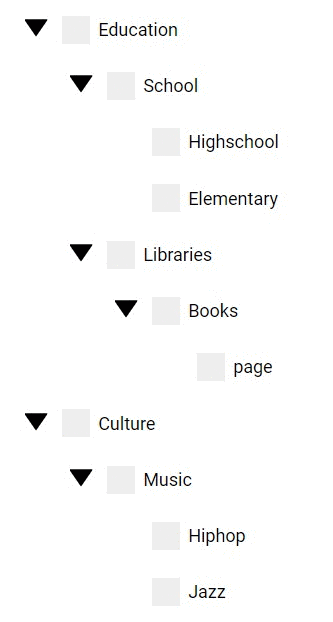 Education
School
Highschool
Elementary
Libraries
Books
page
Culture
Music
Hiphop
Jazz